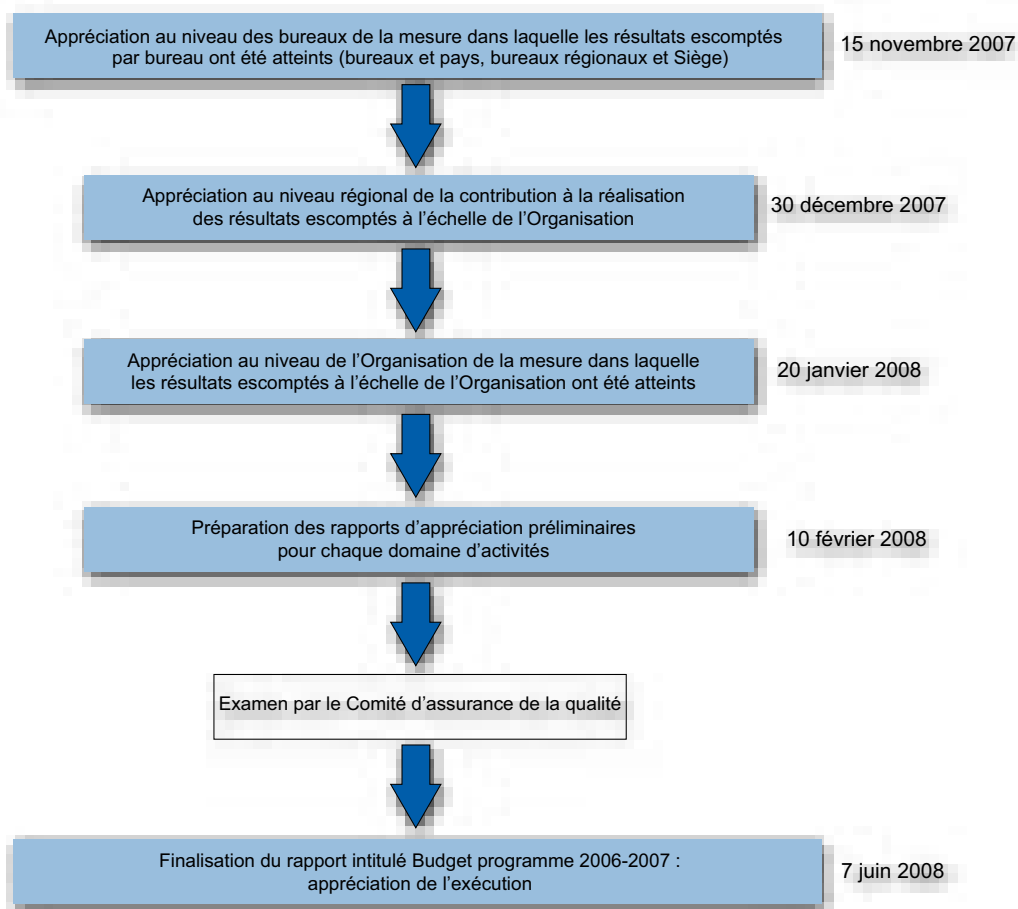 Appréciation au niveau des bureaux de la mesure dans laquelle les résultats escomptés
par bureau ont été atteints (bureaux et pays, bureaux régionaux et Siège)
15 novembre 2007
Appréciation au niveau régional de la contribution à la réalisation
des résultats escomptés à l’échelle de l’Organisation
30 décembre 2007
Appréciation au niveau de l’Organisation de la mesure dans laquelle
les résultats escomptés à l’échelle de l’Organisation ont été atteints
20 janvier 2008
Préparation des rapports d’appréciation préliminaires
pour chaque domaine d’activités
10 février 2008
Examen par le Comité d’assurance de la qualité
Finalisation du rapport intitulé Budget programme 2006-2007 :
appréciation de l’exécution
7 juin 2008